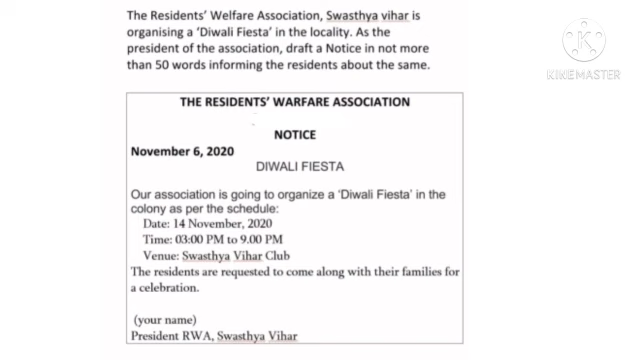 The Residents’ Welfare Association, Swasthya vihar is
organising a ‘Diwali Fiesta’ in the locality. As the
president of the association, draft a Notice in not more
than 50 words informing the residents about the same.
KINEMASTER
THE RESIDENTS’ WARFARE ASSOCIATION
NOTICE
November 6, 2020
DIWALI FIESTA
Our association is going to organize a ‘Diwali Fiesta’ in the
colony as per the schedule:
Date: 14 November, 2020
Time: 03:00 PM to 9.00 PM
Venue: Swasthya Vihar Club
The residents are requested to come along with their families for
a celebration.
(your name)
President RWA, Swasthya Vihar